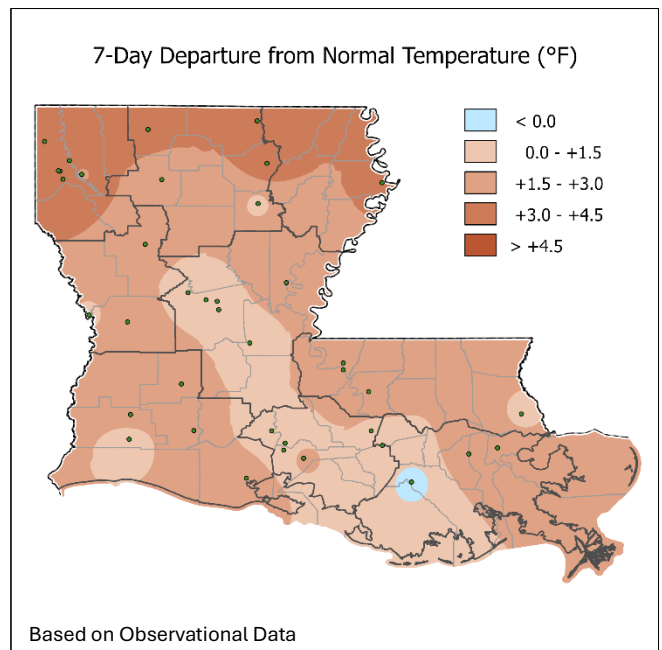 7-Day Departure from Normal Temperature (°F)
< 0.0
0.0 - +1.5
+1.5 - +3.0
+3.0 - +4.5
> +4.5
Based on Observational Data